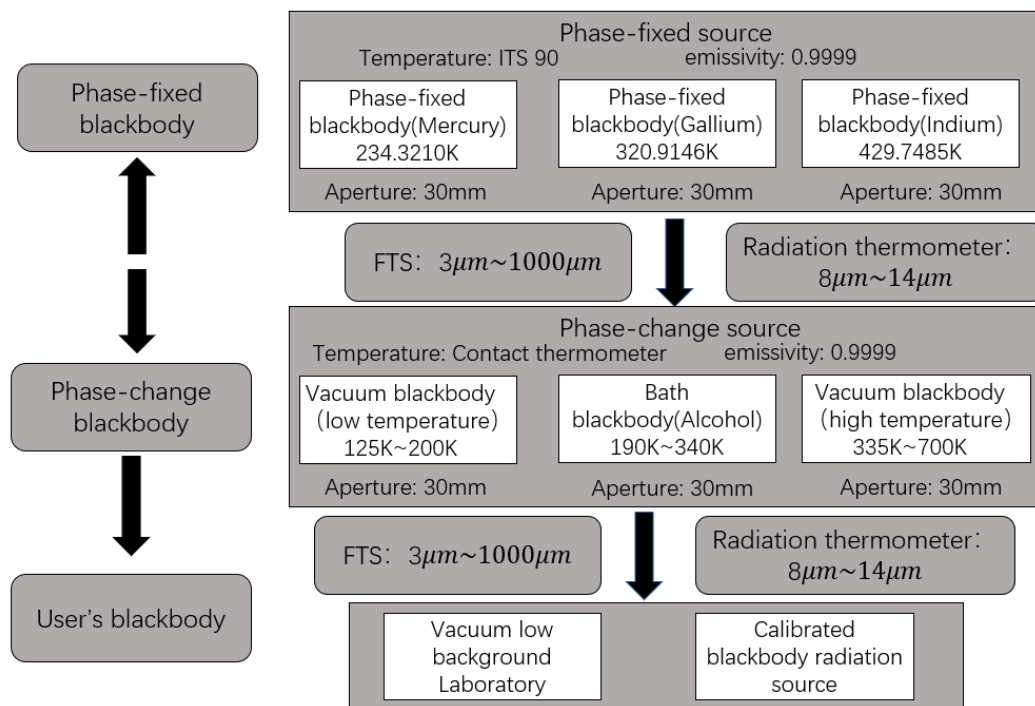 Phase-fixed
blackbody
Phase-change
blackbody
User's blackbody
Phase-fixed source
Temperature: ITS 90 emissivity: 0.9999
Phase-fixed
blackbody(Mercury)
234.3210K
Phase-fixed
blackbody(Gallium)
320.9146K
Phase-fixed
blackbody(Indium)
429.7485K
Aperture: 30mm
Aperture: 30mm
Aperture: 30mm
FTS： 3μm~1000μm
Radiation thermometer：
8μm~14μm
Phase-change source
Temperature: Contact thermometer emissivity: 0.9999
Vacuum blackbody
（low temperature）
125K~200K
Bath
blackbody(Alcohol)
190K~340K
Vacuum blackbody
（high temperature）
335K~700K
Aperture: 30mm
Aperture: 30mm
Aperture: 30mm
FTS： 3μm~1000μm
Radiation thermometer：
8μm~14μm
Vacuum low
background
Laboratory
Calibrated
blackbody radiation
source